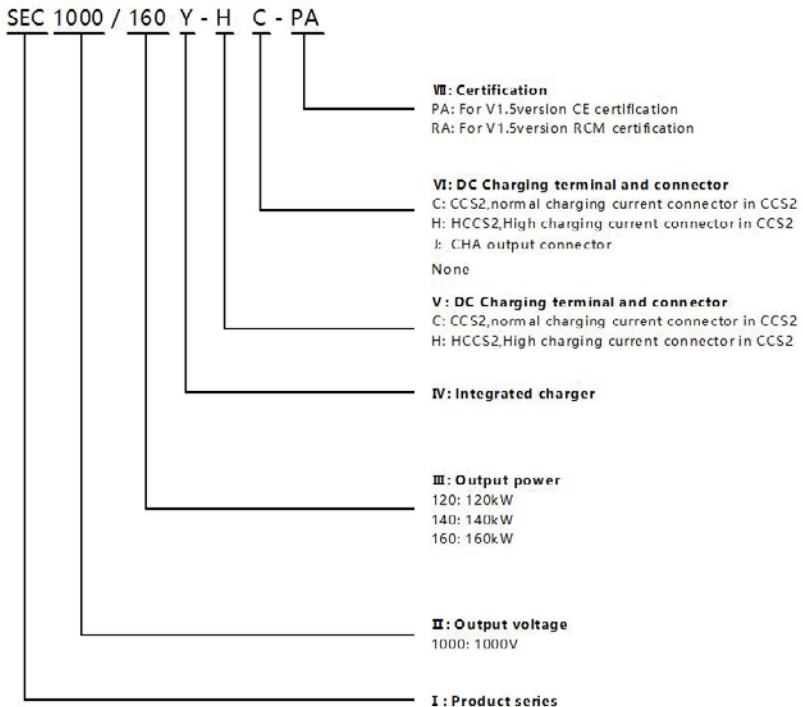 SEC 1000 / 160 Y - H C - PA
Ⅶ: Certification
PA: For V1.5version CE certification
RA: For V1.5version RCM certification
Ⅵ: DC Charging terminal and connector
C: CCS2,normal charging current connector in CCS2
H: HCCS2,High charging current connector in CCS2
J: CHA output connector
None
Ⅴ: DC Charging terminal and connector
C: CCS2,normal charging current connector in CCS2
H: HCCS2,High charging current connector in CCS2
Ⅳ: Integrated charger
Ⅲ: Output power
120: 120kW
140: 140kW
160: 160kW
Ⅱ: Output voltage
1000: 1000V
Ⅰ: Product series